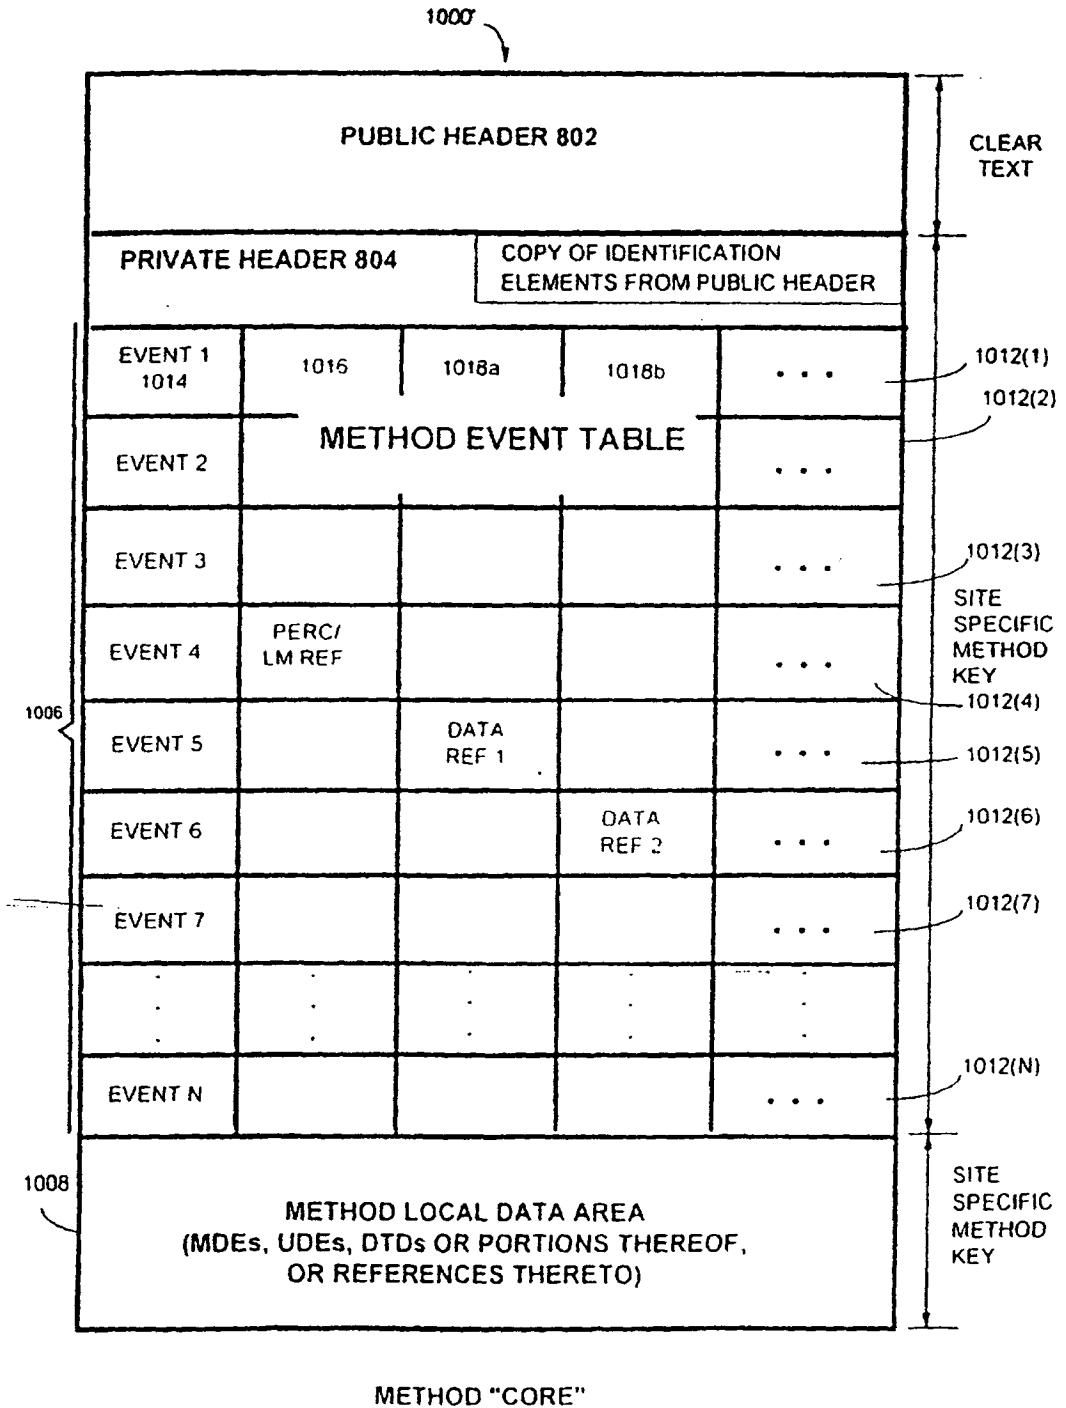 1000
PUBLIC HEADER 802
CLEAR
TEXT
PRIVATE HEADER 804
COPY OF IDENTIFICATION
ELEMENTS FROM PUBLIC HEADER
EVENT 1
1014
1016
1018a
1018b
• • •
1012(1)
1012(2)
METHOD EVENT TABLE
EVENT 2
• • •
EVENT 3
• • •
1012(3)
SITE
SPECIFIC
METHOD
KEY
EVENT 4
PERC/
LM REF
• • •
1012(4)
1006
EVENT 5
DATA
REF 1
• • •
1012(5)
EVENT 6
DATA
REF 2
• • •
1012(6)
EVENT 7
• • •
1012(7)
EVENT N
• • •
1012(N)
1008
METHOD LOCAL DATA AREA
(MDEs, UDEs, DTDs OR PORTIONS THEREOF,
OR REFERENCES THERETO)
SITE
SPECIFIC
METHOD
KEY
METHOD "CORE"